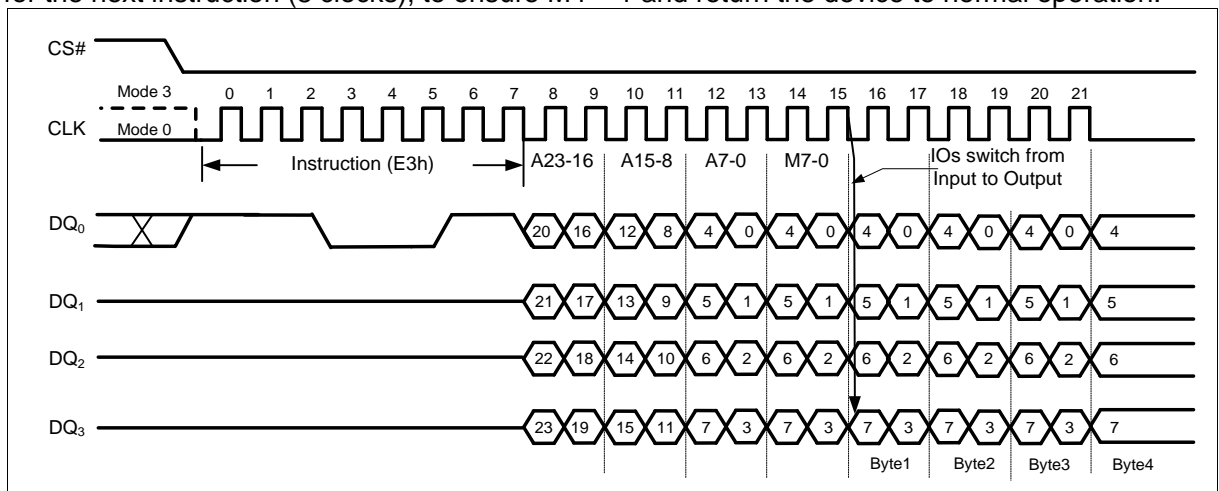 for the next instruction (8 clocks), to ensure M4 = 1 and return the device to normal operation.
CS#
Mode 3
0 1 2 3 4 5 6 7 8 9 10 11 12 13 14 15 16 17 18 19 20 21
CLK
Mode 0
Instruction (E3h)
A23-16 A15-8 A7-0 M7-0
IOs switch from
Input to Output
DQ0
20 16 12 8 4 0 4 0 4 0 4 0 4 0 4
DQ1
21 17 13 9 5 1 5 1 5 1 5 1 5 1 5
DQ2
22 18 14 10 6 2 6 2 6 2 6 2 6 2 6
DQ3
23 19 15 11 7 3 7 3 7 3 7 3 7 3 7
Byte1 Byte2 Byte3 Byte4